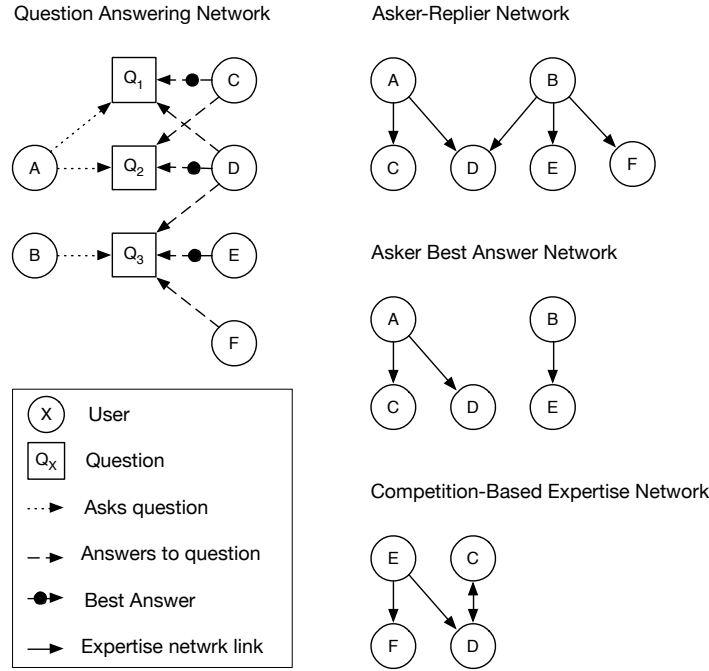 Question Answering Network
Asker-Replier Network
Q1
C
A
Q2
D
B
Q3
E
F
A
B
C
D
E
F
Asker Best Answer Network
A
B
C
D
E
Competition-Based Expertise Network
E
C
F
D
X
User
QX
Question
Asks question
Answers to question
Best Answer
Expertise netwrk link